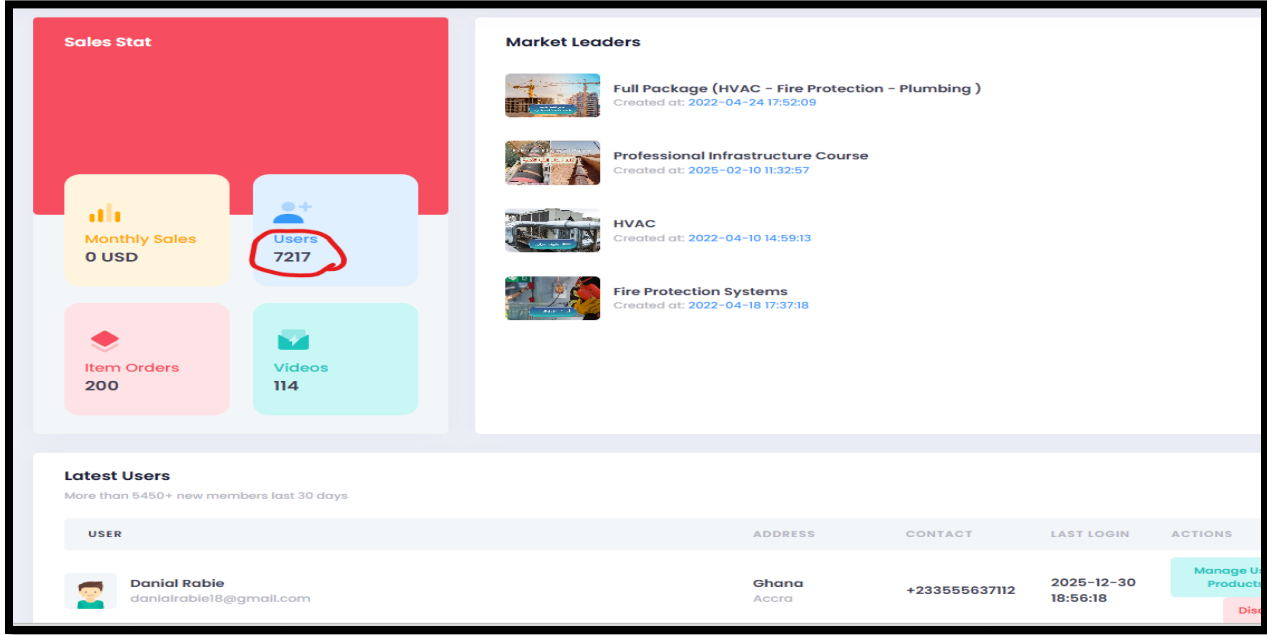 Sales Stat
Monthly Sales
0 USD
Users
7217
Item Orders
200
Videos
114
Market Leaders
Full Package (HVAC - Fire Protection - Plumbing )
Created at: 2022-04-24 17:52:09
Professional Infrastructure Course
Created at: 2025-02-10 11:32:57
HVAC
Created at: 2022-04-10 14:59:13
Fire Protection Systems
Created at: 2022-04-18 17:37:18
Latest Users
More than 5450+ new members last 30 days
USER ADDRESS CONTACT LAST LOGIN ACTIONS
Danial Rabie Ghana +233555637112 2025-12-30 Manage
danialrabie18@gmail.com Accra 18:56:18